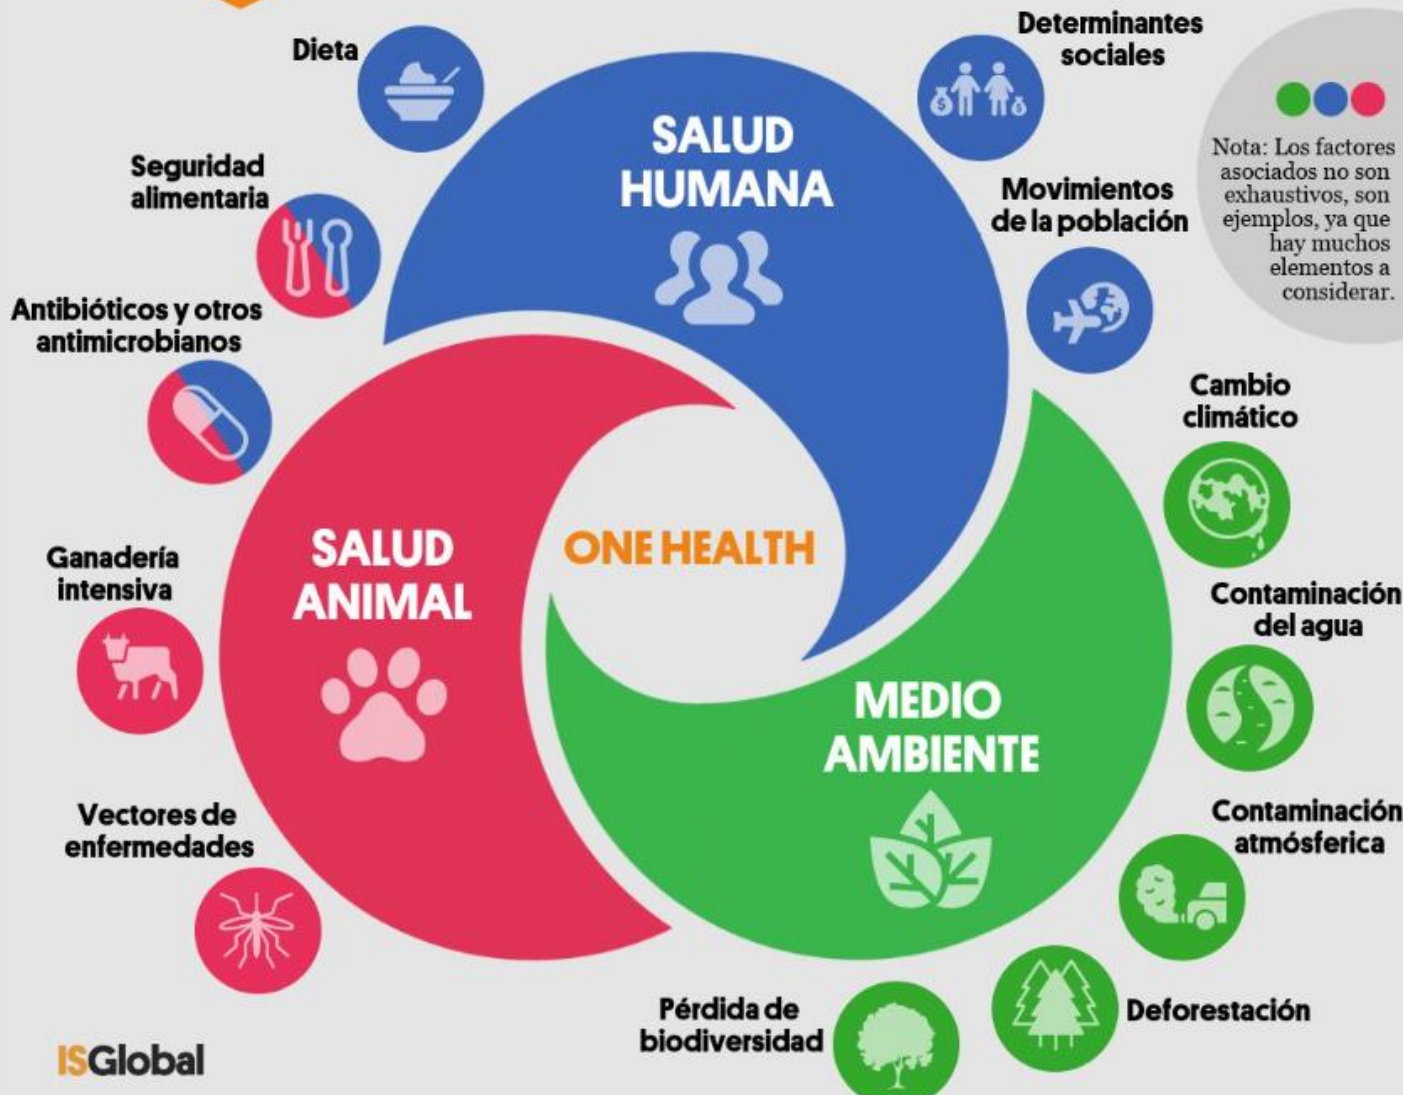 Dieta
Determinantes
sociales
Nota: Los factores
asociados no son
exhaustivos, son
ejemplos, ya que
hay muchos
elementos a
considerar.
SALUD
HUMANA
Seguridad
alimentaria
Movimientos
de la población
Antibióticos y otros
antimicrobianos
Cambio
climático
SALUD
ANIMAL
ONE HEALTH
Ganadería
intensiva
Contaminación
del agua
MEDIO
AMBIENTE
Vectores de
enfermedades
Contaminación
atmósferica
Pérdida de
biodiversidad
Deforestación
ISGlobal